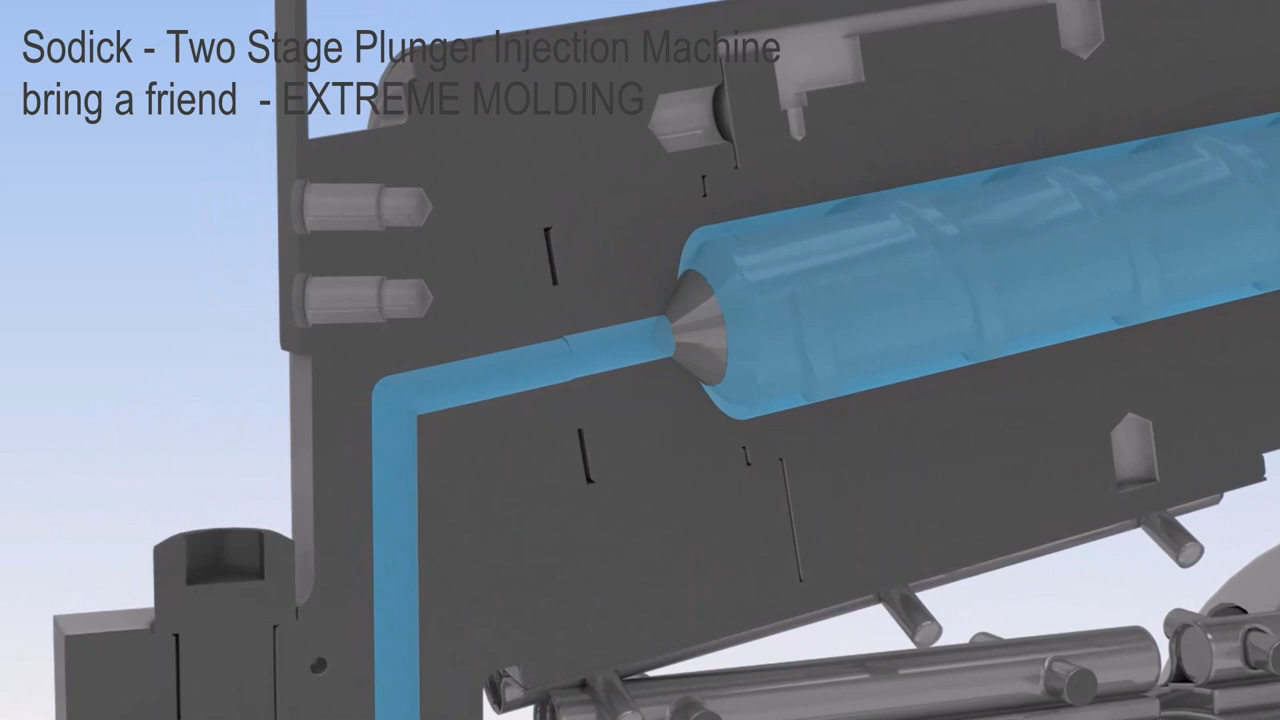 Sodick - Two Stage Plunger Injection Machine
bring a friend - EXTREME MOLDING